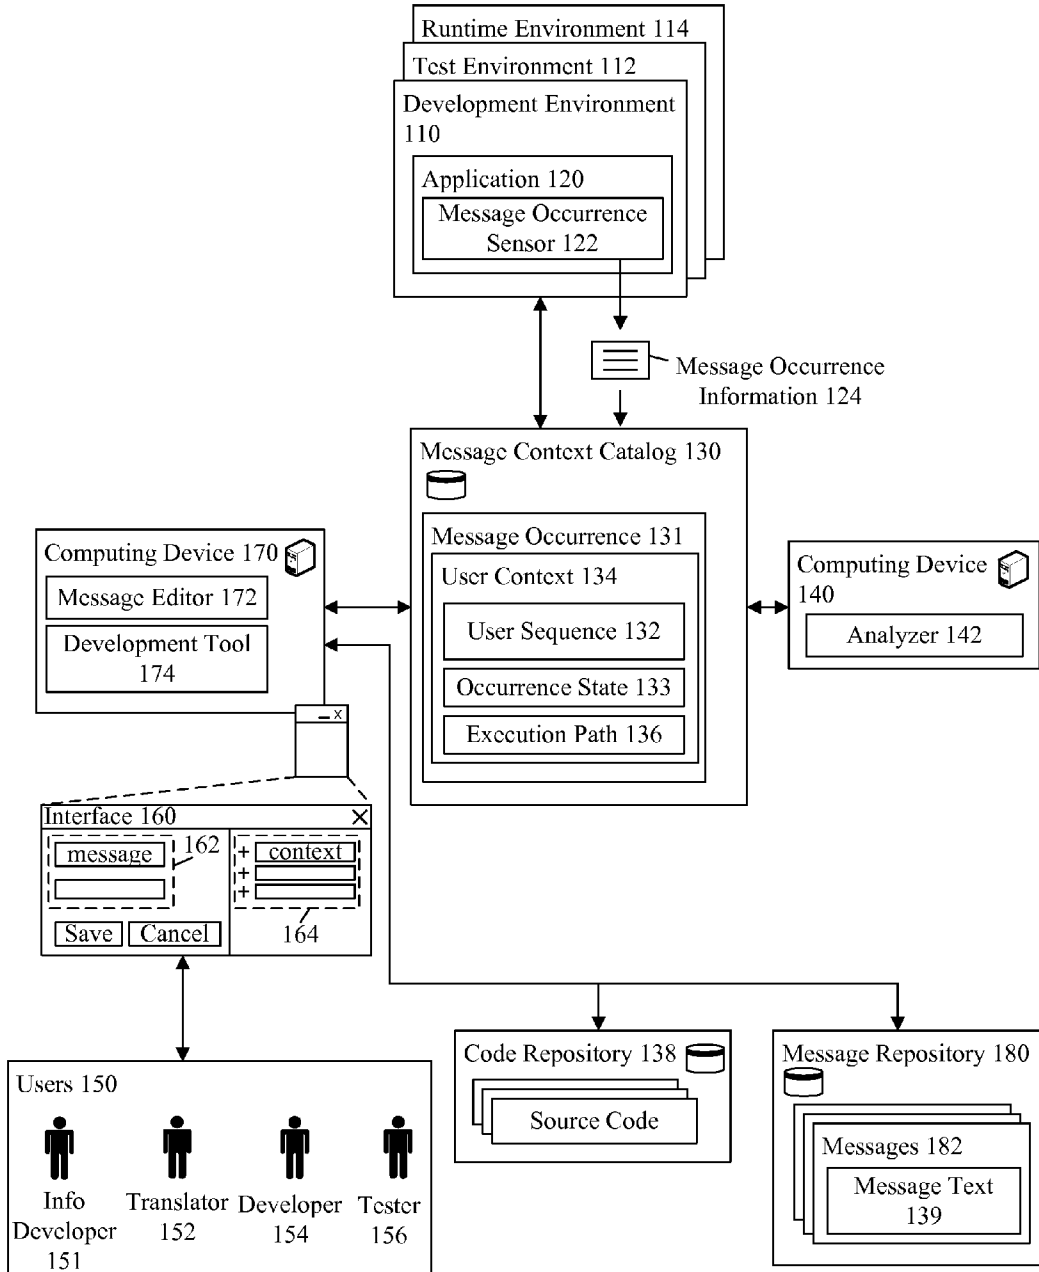 Runtime Environment 114
Test Environment 112
Development Environment
110
Application 120
Message Occurrence
Sensor 122
Message Occurrence
Information 124
Message Context Catalog 130
Message Occurrence 131
User Context 134
User Sequence 132
Occurrence State 133
Execution Path 136
Computing Device 170
Message Editor 172
Development Tool
174
Computing Device
140
Analyzer 142
_ x
Interface 160
X
message
162
+ context
+
+
Save
Cancel
164
Code Repository 138
Source Code
Message Repository 180
Messages 182
Message Text
139
Users 150
Info
Developer
151
Translator
152
Developer
154
Tester
156